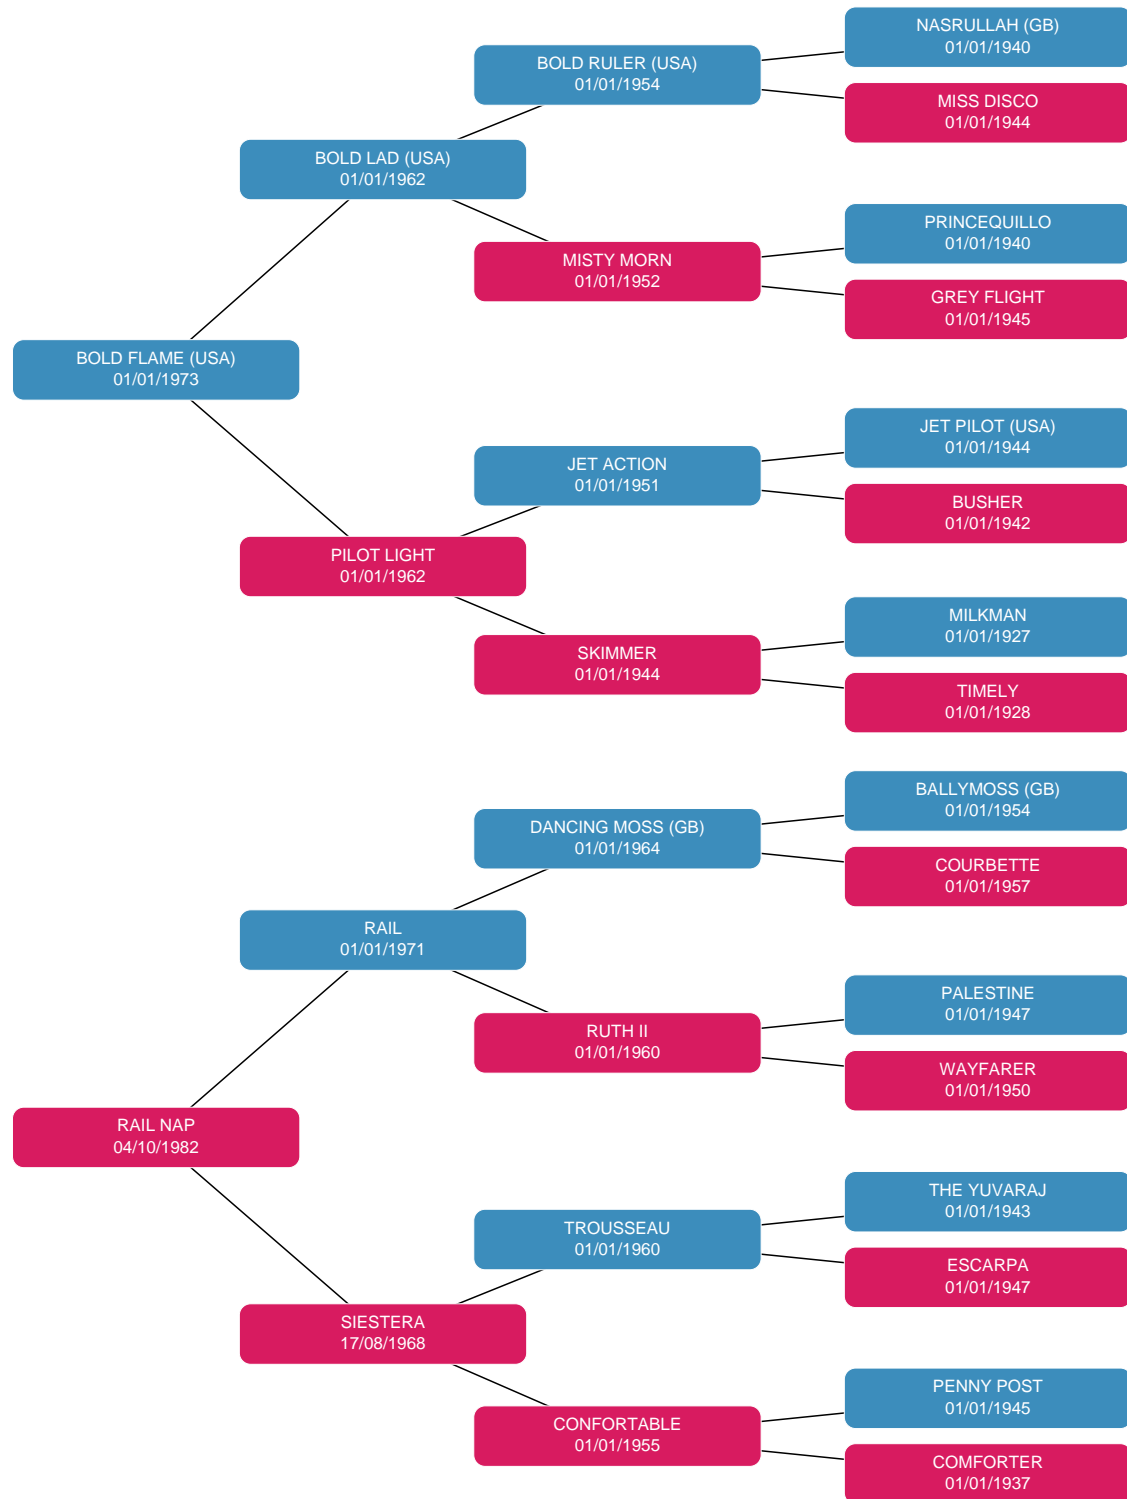 NASRULLAH (GB)
01/01/1940
BOLD RULER (USA)
01/01/1954
MISS DISCO
01/01/1944
BOLD LAD (USA)
01/01/1962
PRINCEQUILLO
01/01/1940
MISTY MORN
01/01/1952
GREY FLIGHT
01/01/1945
BOLD FLAME (USA)
01/01/1973
JET PILOT (USA)
01/01/1944
JET ACTION
01/01/1951
BUSHER
01/01/1942
PILOT LIGHT
01/01/1962
MILKMAN
01/01/1927
SKIMMER
01/01/1944
TIMELY
01/01/1928
BALLYMOSS (GB)
01/01/1954
DANCING MOSS (GB)
01/01/1964
COURBETTE
01/01/1957
RAIL
01/01/1971
PALESTINE
01/01/1947
RUTH II
01/01/1960
WAYFARER
01/01/1950
RAIL NAP
04/10/1982
THE YUVARAJ
01/01/1943
TROUSSEAU
01/01/1960
ESCARPA
01/01/1947
SIESTERA
17/08/1968
PENNY POST
01/01/1945
CONFORTABLE
01/01/1955
COMFORTER
01/01/1937